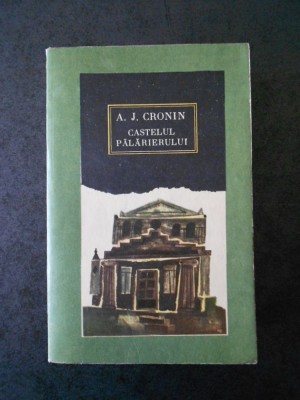 A. J. CRONIN
CASTELUL
PĂLĂRIERULUI